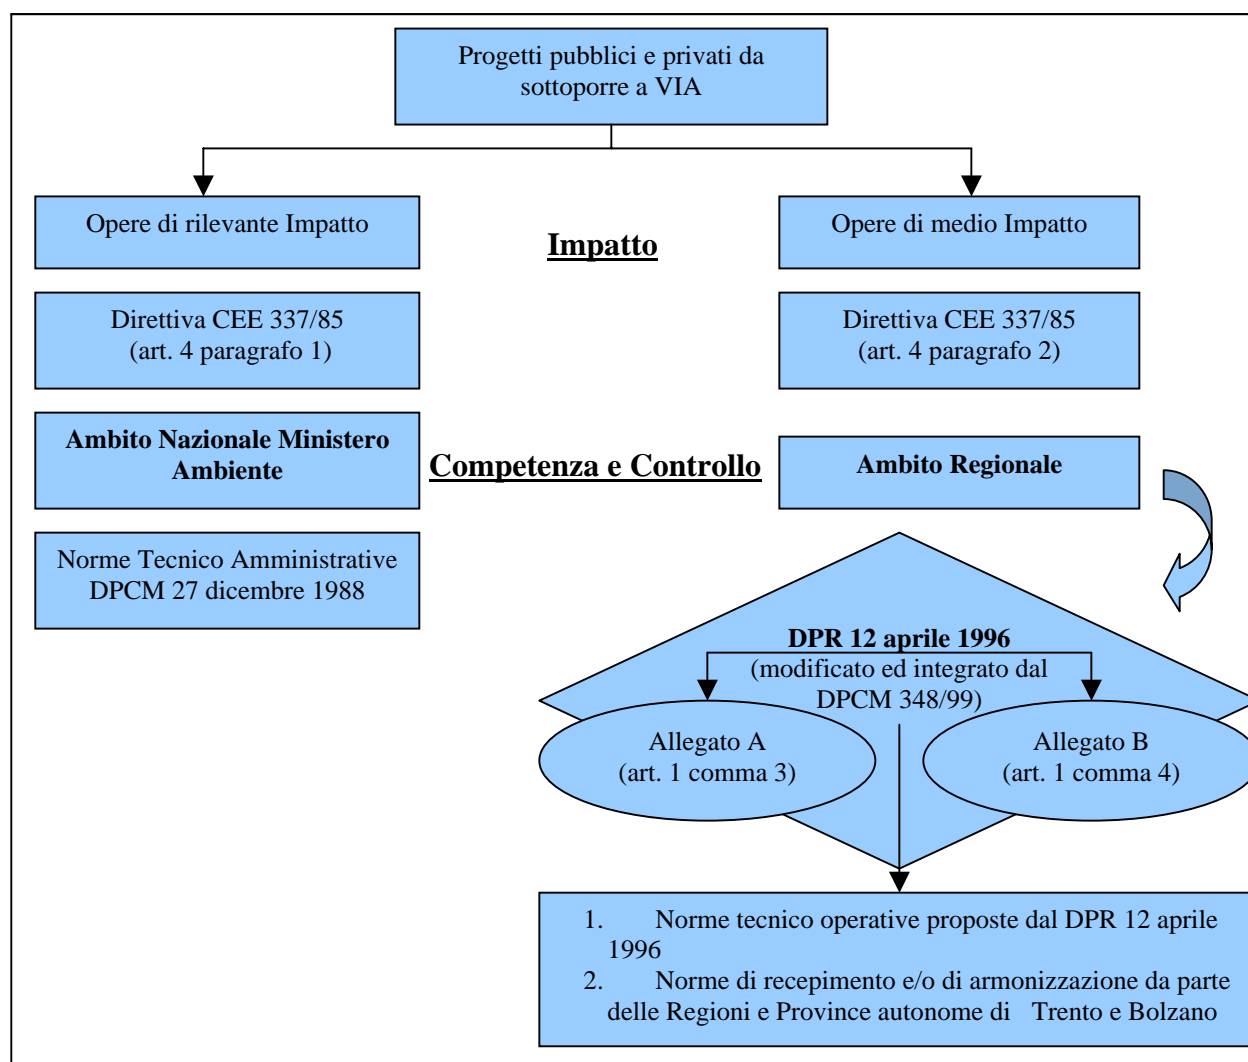 Progetti pubblici e privati da
sottoporre a VIA
Opere di rilevante Impatto
Impatto
Opere di medio Impatto
Direttiva CEE 337/85
(art. 4 paragrafo 1)
Direttiva CEE 337/85
(art. 4 paragrafo 2)
Ambito Nazionale Ministero
Ambiente
Competenza e Controllo
Ambito Regionale
Norme Tecnico Amministrative
DPCM 27 dicembre 1988
DPR 12 aprile 1996
(modificato ed integrato dal
DPCM 348/99)
Allegato A
(art. 1 comma 3)
Allegato B
(art. 1 comma 4)
1. Norme tecnico operative proposte dal DPR 12 aprile
1996
2. Norme di recepimento e/o di armonizzazione da parte
delle Regioni e Province autonome di Trento e Bolzano